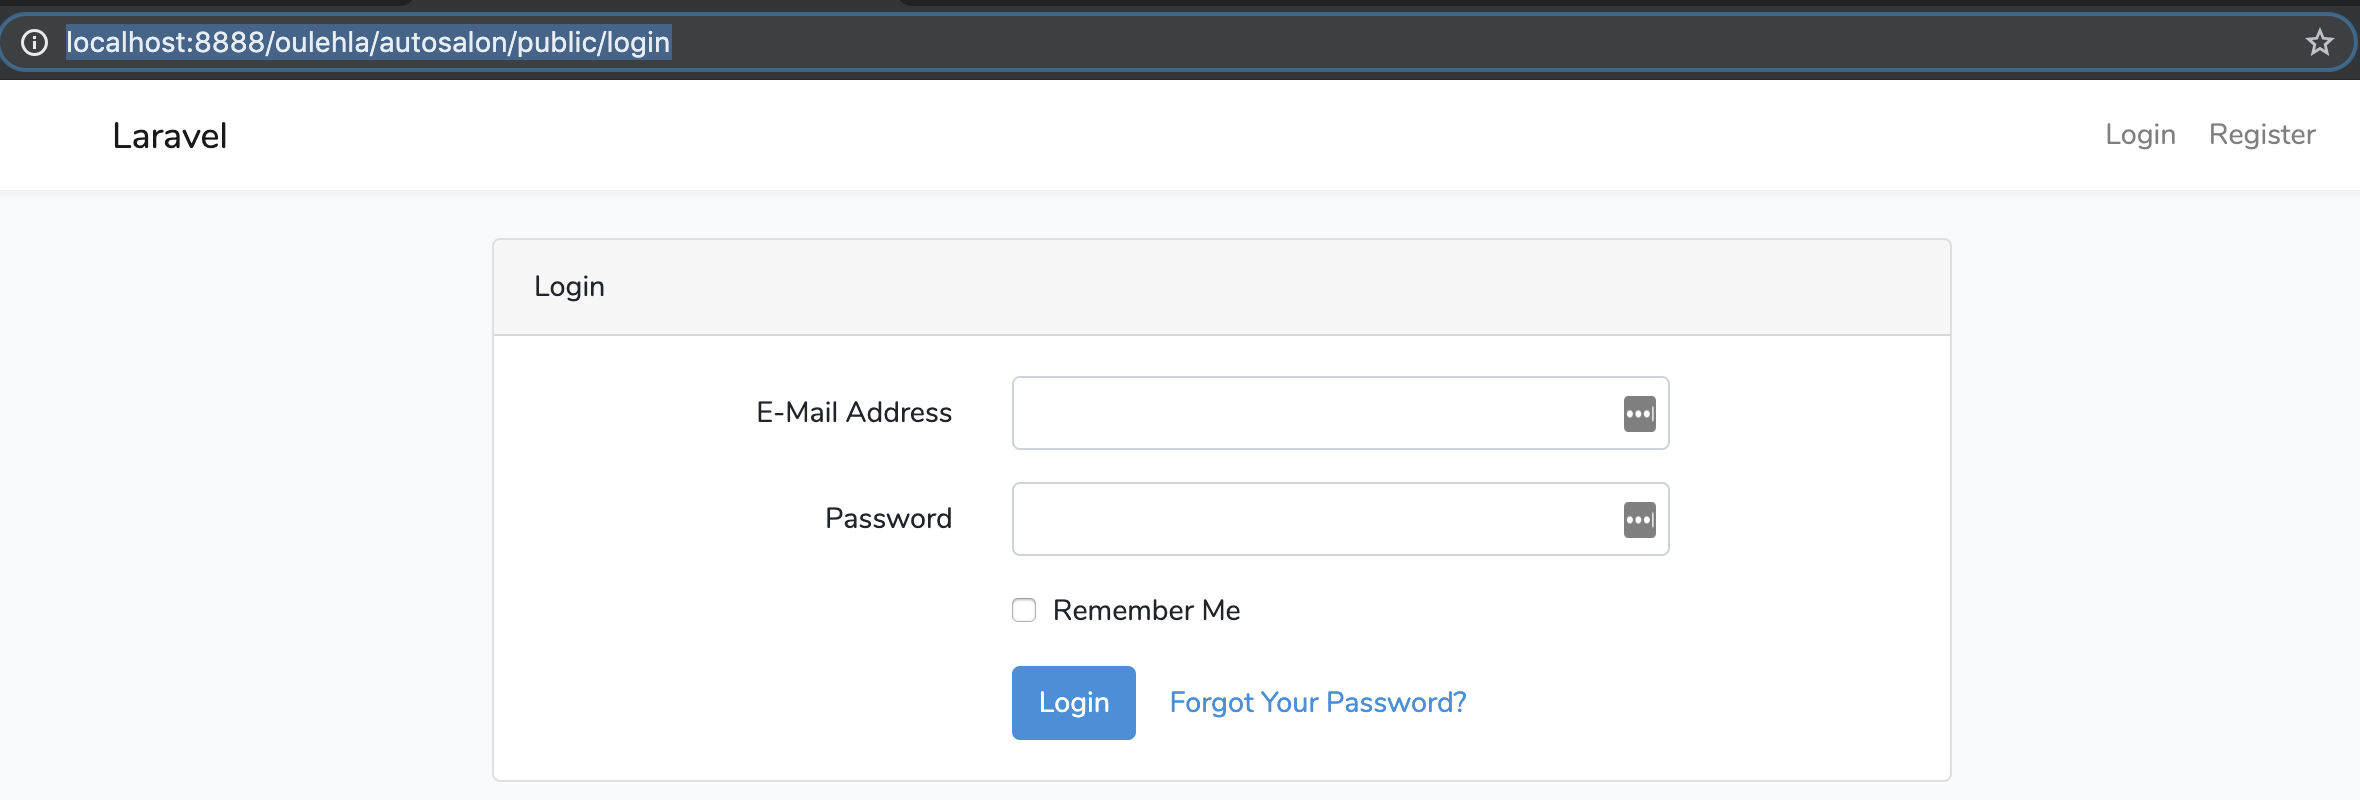 localhost:8888/oulehla/autosalon/public/login
Laravel
Login Register
Login
E-Mail Address
Password
Remember Me
Login Forgot Your Password?